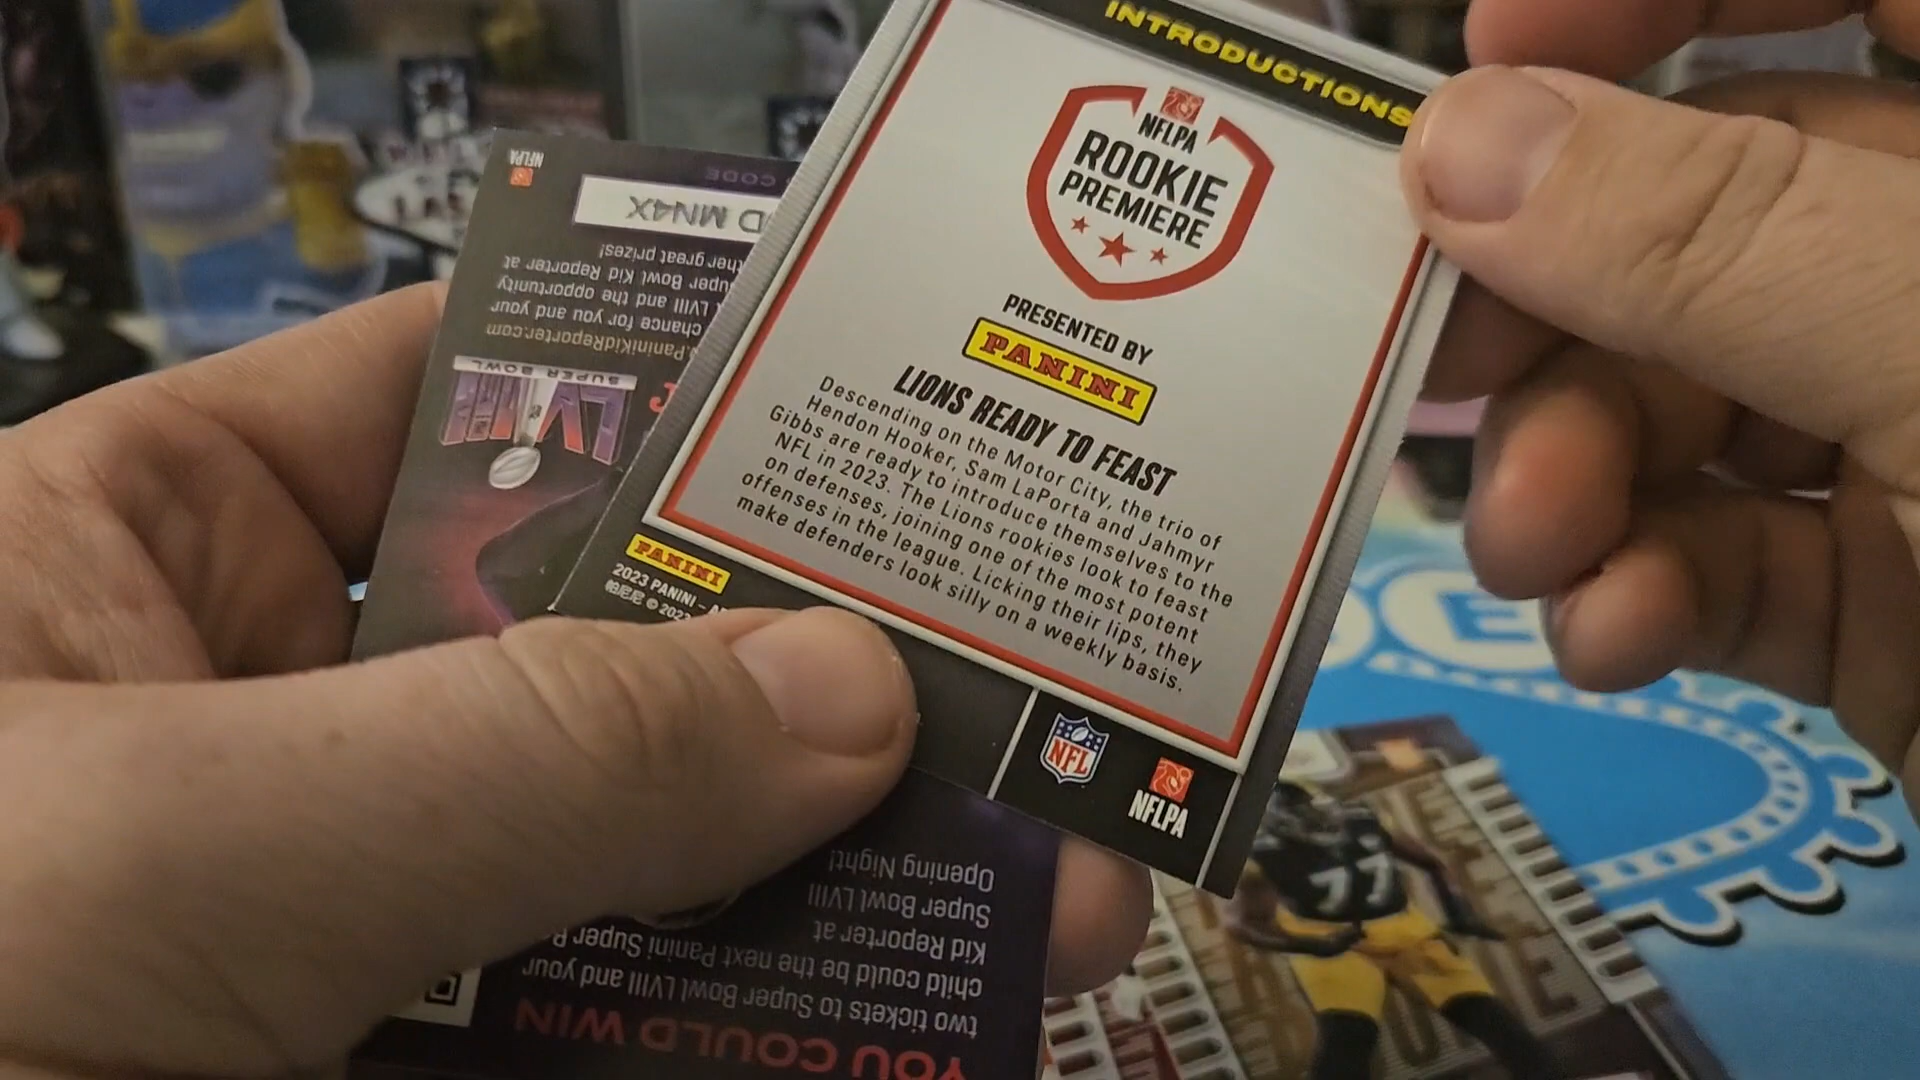 INTRODUCTIONS
NFLPA
ROOKIE
PREMIERE
PRESENTED BY
PANINI
LIONS READY TO FEAST
Descending on the Motor City, the trio of
Hendon Hooker, Sam LaPorta and Jahmyr
Gibbs are ready to introduce themselves to the
NFL in 2023. The Lions rookies look to feast
on defenses, joining one of the most potent
offenses in the league. Licking their lips, they
make defenders look silly on a weekly basis.
PANINI
2023 PANINI – A
© 2023
NFL
NFLPA
NFLPA
CODE
D MN4X
ther great prizes!
uper Bowl Kid Reporter at
LVIII and the opportunity
chance for you and your
.PaniniKidReporter.com
SUPER BOWL
LVIII
YOU COULD WIN
two tickets to Super Bowl LVIII and your
child could be the next Panini Super B
Kid Reporter at
Super Bowl LVIII
Opening Night!
77